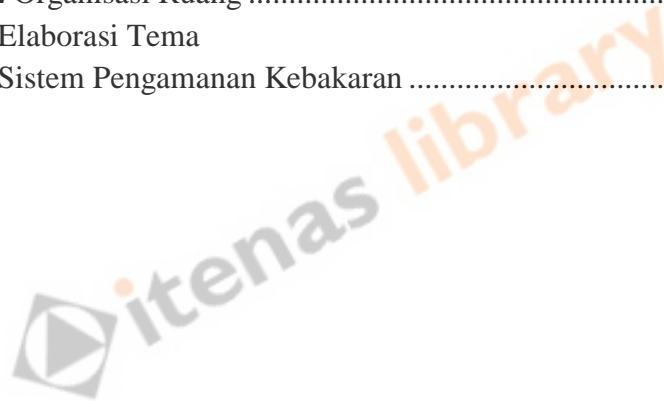 . Organisasi Ruang ................................................
Elaborasi Tema
Sistem Pengamanan Kebakaran ...............................
itenas library